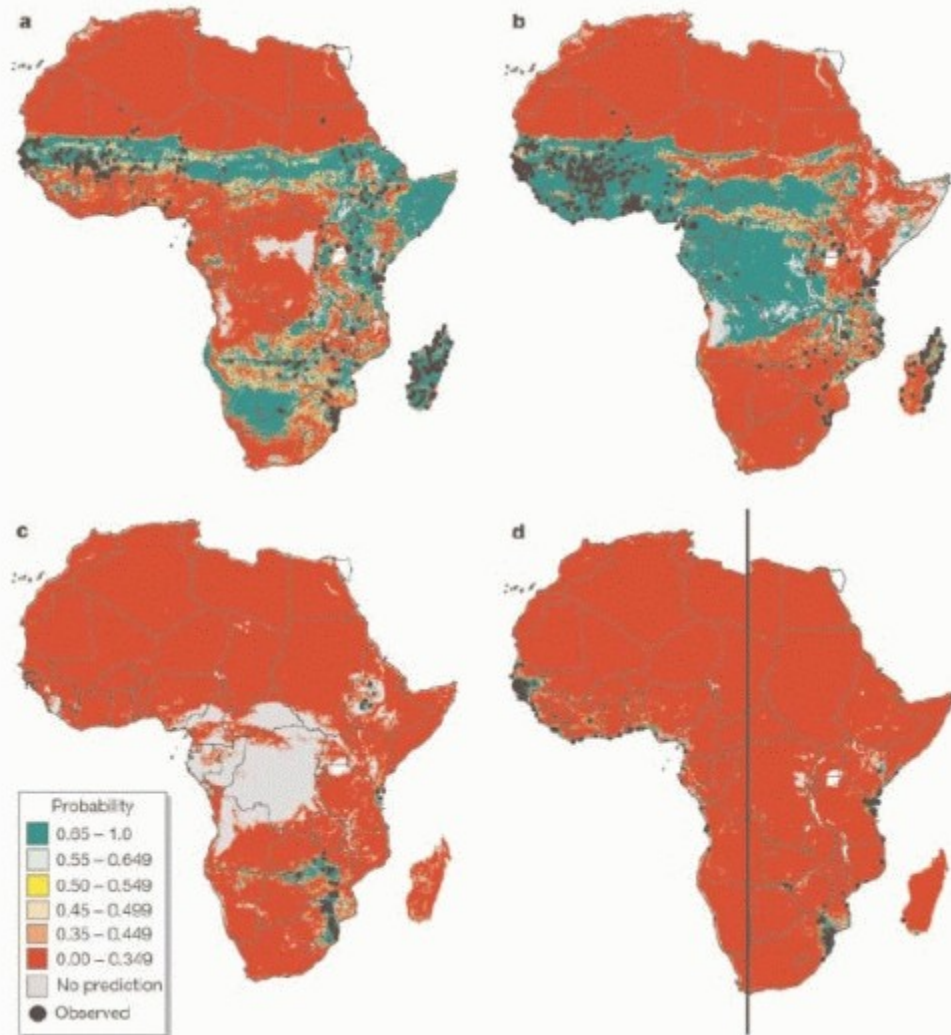 a
b
c
d
Probability
0.65 – 1.0
0.55 – 0.649
0.50 – 0.549
0.45 – 0.499
0.35 – 0.449
0.00 – 0.349
No prediction
Observed